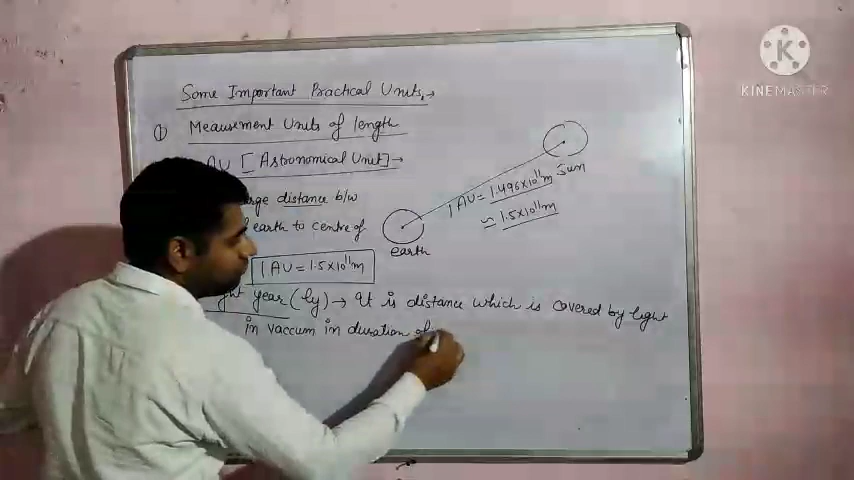 Some Important Practical Units,→
① Meausement Units of length
AU [Astronomical Unit]→
distance b/w
earth to centre of
1 AU = 1.5×10¹¹m
Sun
1 AU = 1.496×10¹¹m
≃ 1.5×10¹¹m
earth
year (ly) → It is distance which is covered by light
in vaccum in duration of
K
KINEMASTER